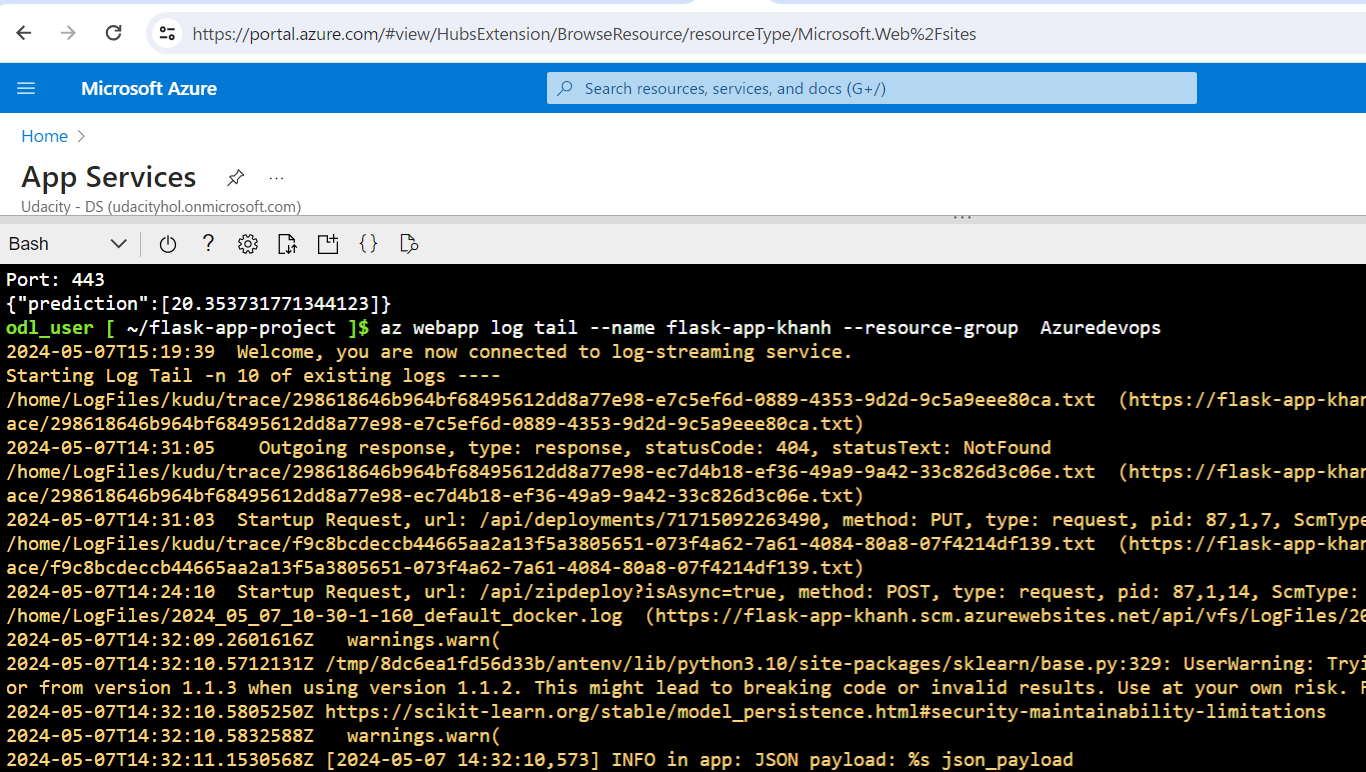 https://portal.azure.com/#view/HubsExtension/BrowseResource/resourceType/Microsoft.Web%2Fsites
Microsoft Azure
Search resources, services, and docs (G+/)
Home
App Services
...
Udacity - DS (udacityhol.onmicrosoft.com)
...
Bash
?
{}
Port: 443
{"prediction":[20.353731771344123]}
odl_user [ ~/flask-app-project ]$ az webapp log tail --name flask-app-khanh --resource-group  Azuredevops
2024-05-07T15:19:39  Welcome, you are now connected to log-streaming service.
Starting Log Tail -n 10 of existing logs ----
/home/LogFiles/kudu/trace/298618646b964bf68495612dd8a77e98-e7c5ef6d-0889-4353-9d2d-9c5a9eee80ca.txt  (https://flask-app-khan
ace/298618646b964bf68495612dd8a77e98-e7c5ef6d-0889-4353-9d2d-9c5a9eee80ca.txt)
2024-05-07T14:31:05    Outgoing response, type: response, statusCode: 404, statusText: NotFound
/home/LogFiles/kudu/trace/298618646b964bf68495612dd8a77e98-ec7d4b18-ef36-49a9-9a42-33c826d3c06e.txt  (https://flask-app-khan
ace/298618646b964bf68495612dd8a77e98-ec7d4b18-ef36-49a9-9a42-33c826d3c06e.txt)
2024-05-07T14:31:03  Startup Request, url: /api/deployments/71715092263490, method: PUT, type: request, pid: 87,1,7, ScmType
/home/LogFiles/kudu/trace/f9c8bcdeccb44665aa2a13f5a3805651-073f4a62-7a61-4084-80a8-07f4214df139.txt  (https://flask-app-khan
ace/f9c8bcdeccb44665aa2a13f5a3805651-073f4a62-7a61-4084-80a8-07f4214df139.txt)
2024-05-07T14:24:10  Startup Request, url: /api/zipdeploy?isAsync=true, method: POST, type: request, pid: 87,1,14, ScmType:
/home/LogFiles/2024_05_07_10-30-1-160_default_docker.log  (https://flask-app-khanh.scm.azurewebsites.net/api/vfs/LogFiles/20
2024-05-07T14:32:09.2601616Z   warnings.warn(
2024-05-07T14:32:10.5712131Z /tmp/8dc6ea1fd56d33b/antenv/lib/python3.10/site-packages/sklearn/base.py:329: UserWarning: Tryi
or from version 1.1.3 when using version 1.1.2. This might lead to breaking code or invalid results. Use at your own risk. F
2024-05-07T14:32:10.5805250Z https://scikit-learn.org/stable/model_persistence.html#security-maintainability-limitations
2024-05-07T14:32:10.5832588Z   warnings.warn(
2024-05-07T14:32:11.1530568Z [2024-05-07 14:32:10,573] INFO in app: JSON payload: %s json_payload